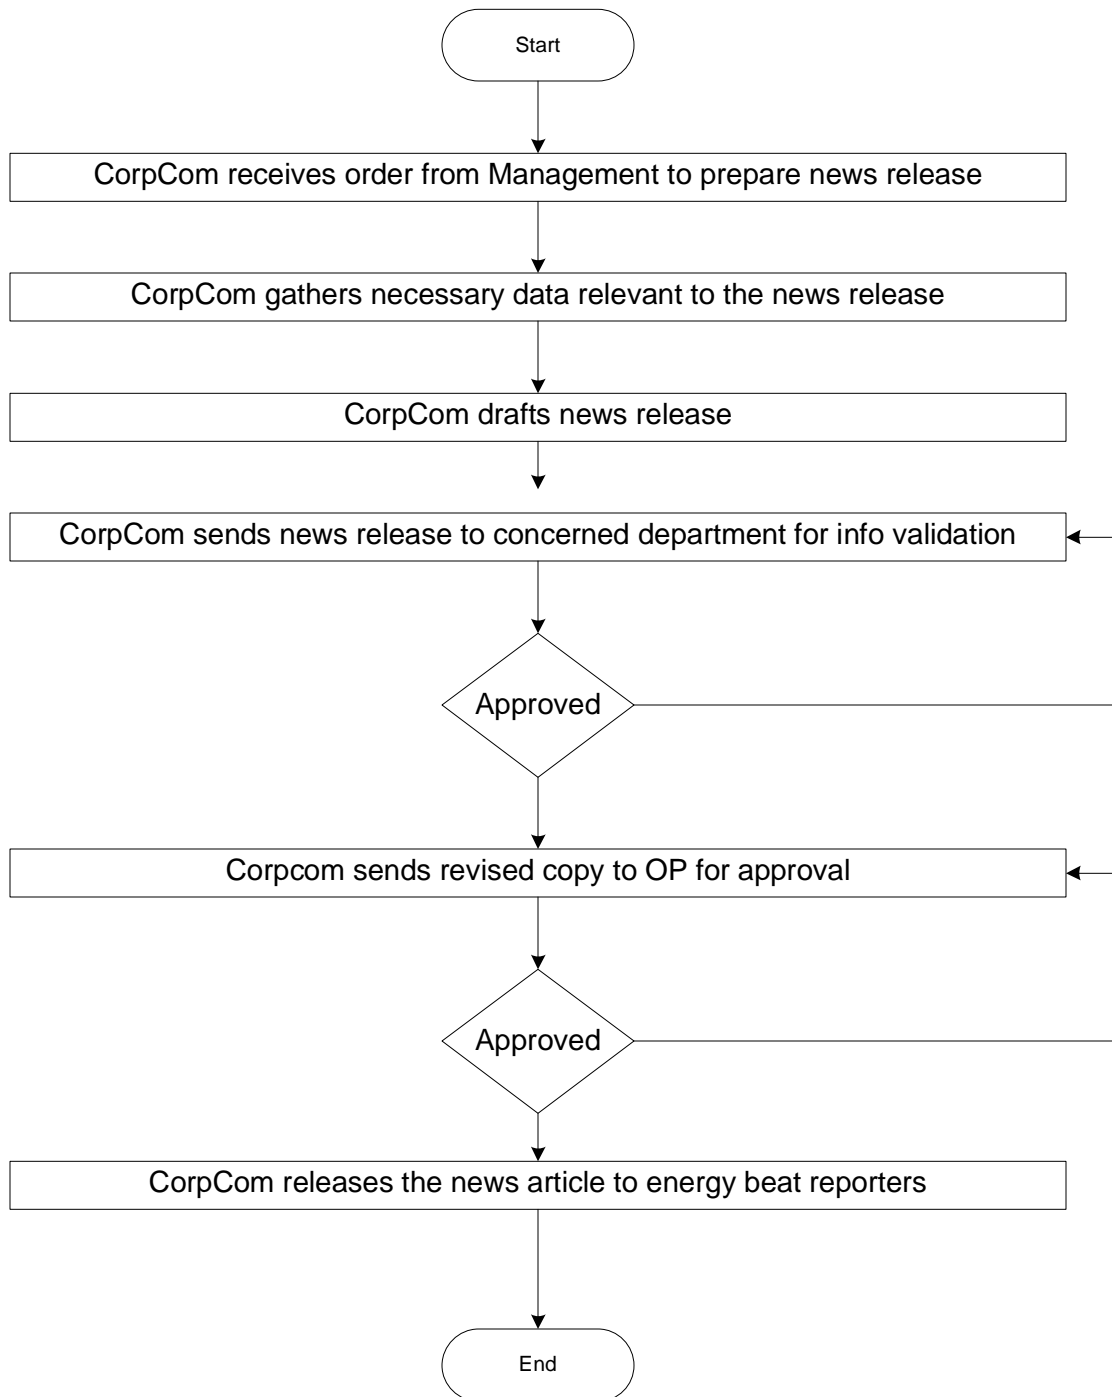 Start
CorpCom receives order from Management to prepare news release
CorpCom gathers necessary data relevant to the news release
CorpCom drafts news release
CorpCom sends news release to concerned department for info validation
Approved
Corpcom sends revised copy to OP for approval
Approved
CorpCom releases the news article to energy beat reporters
End